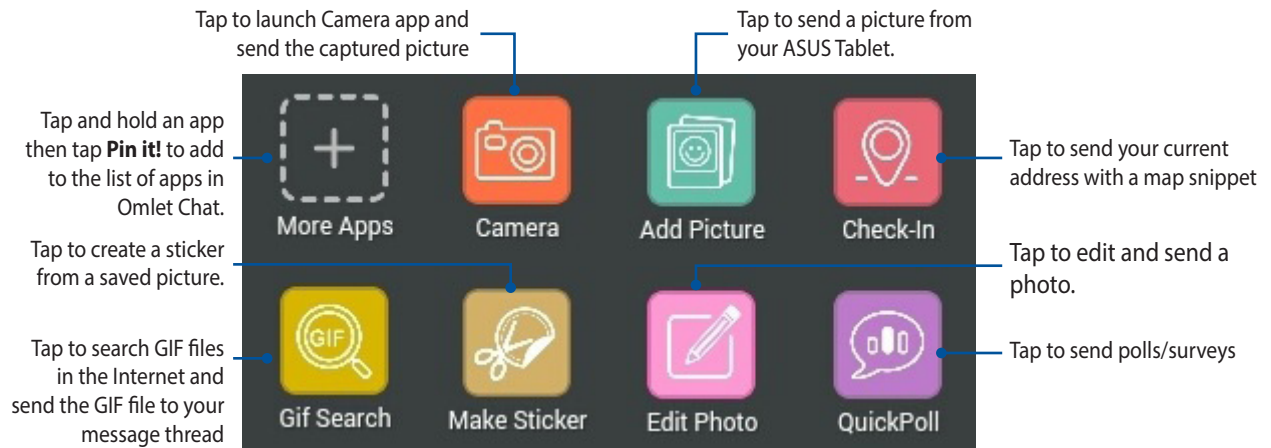 Tap to launch Camera app and
send the captured picture
Tap to send a picture from
your ASUS Tablet.
Tap and hold an app
then tap Pin it! to add
to the list of apps in
Omlet Chat.
Tap to send your current
address with a map snippet
More Apps
Camera
Add Picture
Check-In
Tap to create a sticker
from a saved picture.
Tap to edit and send a
photo.
Tap to search GIF files
in the Internet and
send the GIF file to your
message thread
GIF
Tap to send polls/surveys
Gif Search
Make Sticker
Edit Photo
QuickPoll